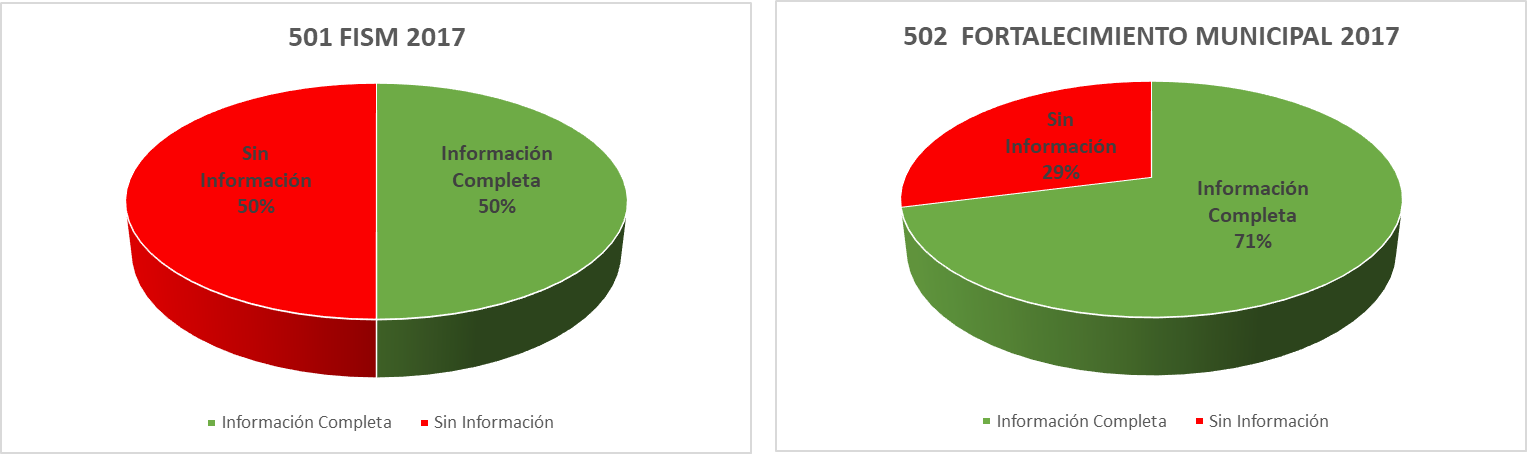 501 FISM 2017
Sin
Información
50%
Información
Completa
50%
Información Completa
Sin Información
502 FORTALECIMIENTO MUNICIPAL 2017
Sin
Información
29%
Información
Completa
71%
Información Completa
Sin Información